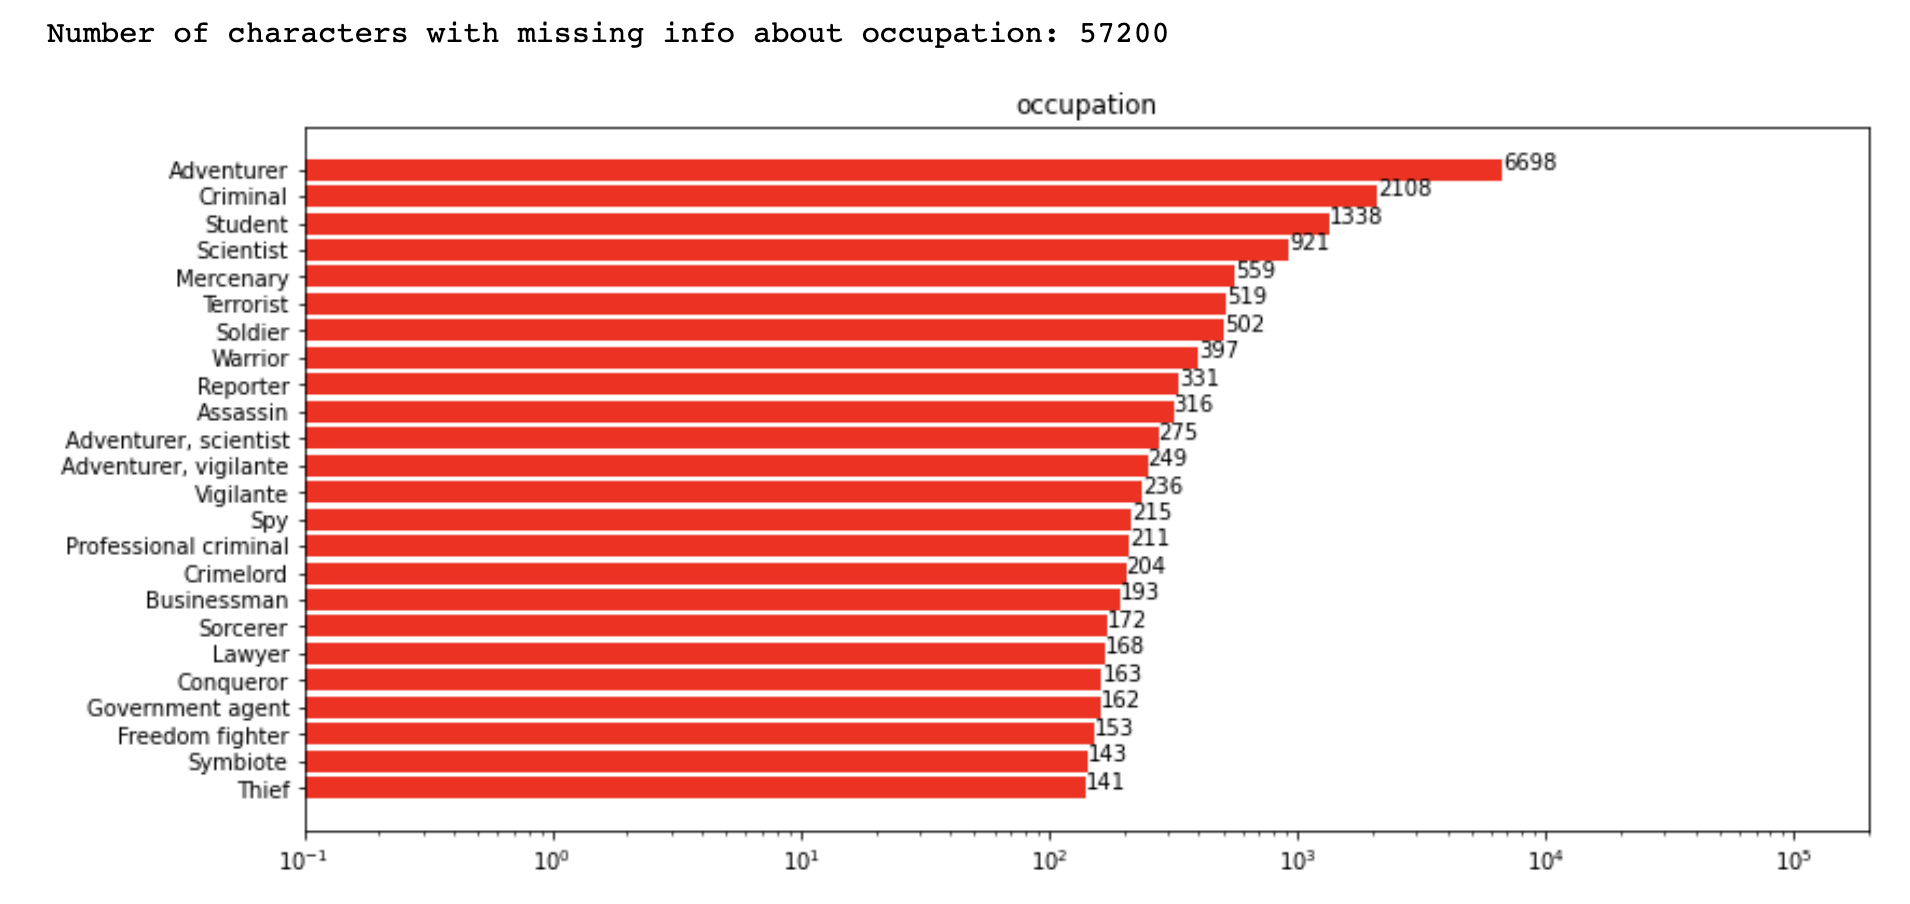 Number of characters with missing info about occupation: 57200
occupation
Adventurer 6698
Criminal 2108
Student 1338
Scientist 921
Mercenary 559
Terrorist 519
Soldier 502
Warrior 397
Reporter 331
Assassin 316
Adventurer, scientist 275
Adventurer, vigilante 249
Vigilante 236
Spy 215
Professional criminal 211
Crimelord 204
Businessman 193
Sorcerer 172
Lawyer 168
Conqueror 163
Government agent 162
Freedom fighter 153
Symbiote 143
Thief 141
10⁻¹ 10⁰ 10¹ 10² 10³ 10⁴ 10⁵